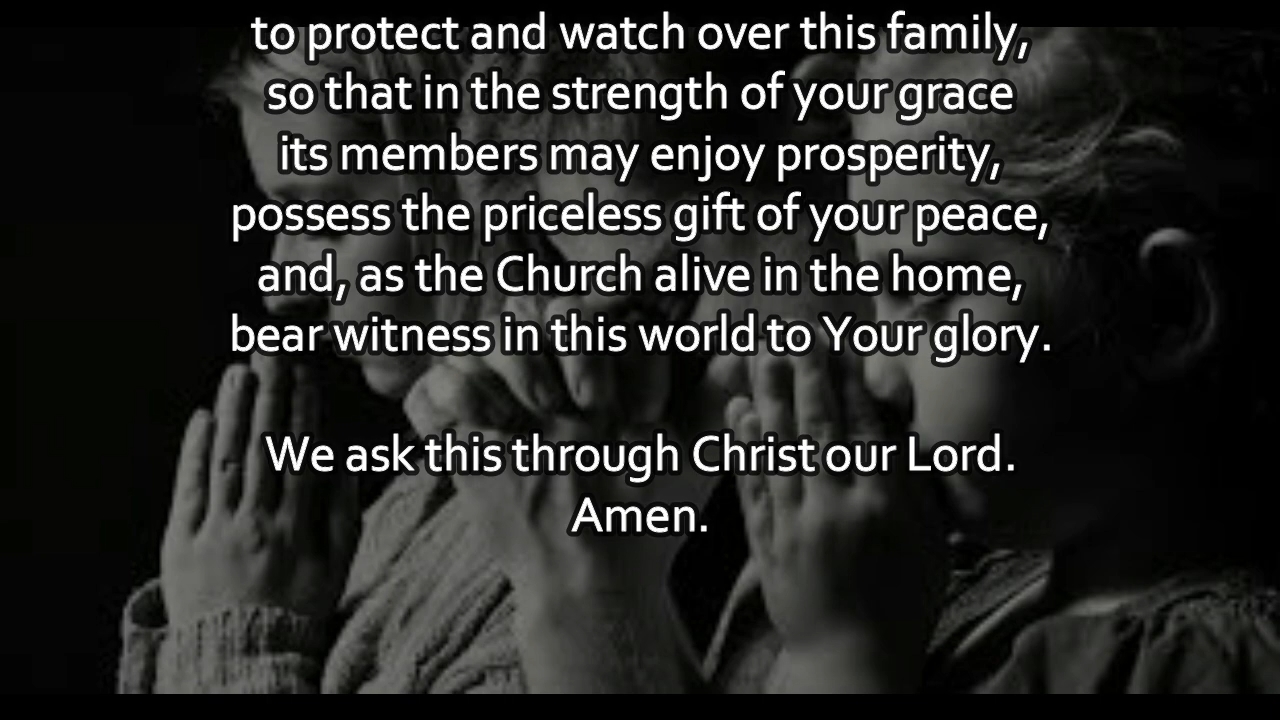 to protect and watch over this family,
so that in the strength of your grace
its members may enjoy prosperity,
possess the priceless gift of your peace,
and, as the Church alive in the home,
bear witness in this world to Your glory.
We ask this through Christ our Lord.
Amen.